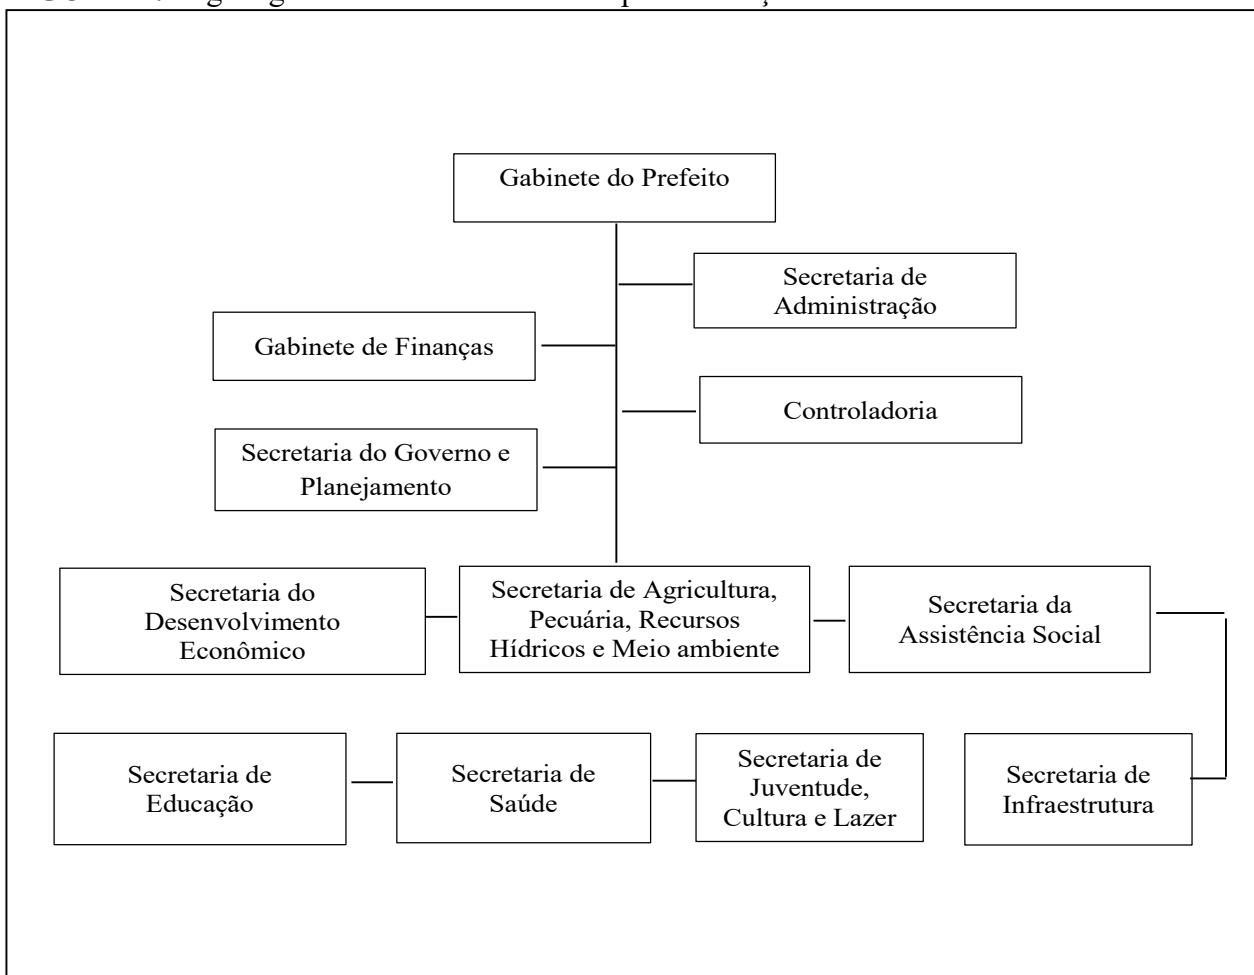 Gabinete do Prefeito
Secretaria de
Administração
Gabinete de Finanças
Controladoria
Secretaria do Governo e
Planejamento
Secretaria do
Desenvolvimento
Econômico
Secretaria de Agricultura,
Pecuária, Recursos
Hídricos e Meio ambiente
Secretaria da
Assistência Social
Secretaria de
Educação
Secretaria de
Saúde
Secretaria de
Juventude,
Cultura e Lazer
Secretaria de
Infraestrutura